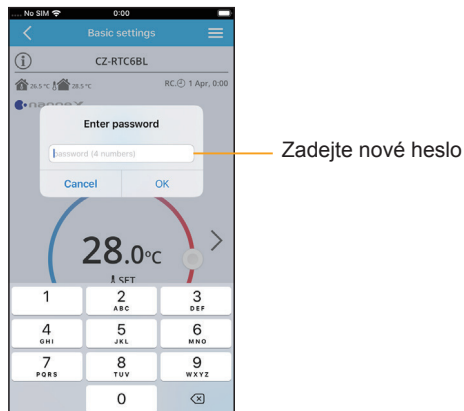 .... No SIM 0:00
Basic settings
i CZ-RTC6BL
26.5 °C 28.5 °C RC. 1 Apr, 0:00
nanoeX
Enter password
password (4 numbers)
Zadejte nové heslo
Cancel OK
28.0°C
SET
1 2 3
ABC DEF
4 5 6
GHI JKL MNO
7 8 9
PQRS TUV WXYZ
0